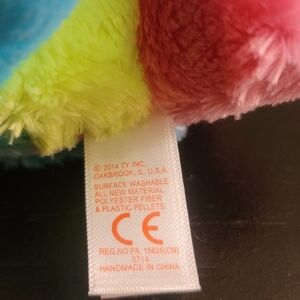 © 2014 TY INC.,
OAKBROOK, IL, U.S.A.
SURFACE WASHABLE
ALL NEW MATERIAL
POLYESTER FIBER
& PLASTIC PELLETS
CE
REG.NO PA. 15625(CN)
0714
HANDMADE IN CHINA